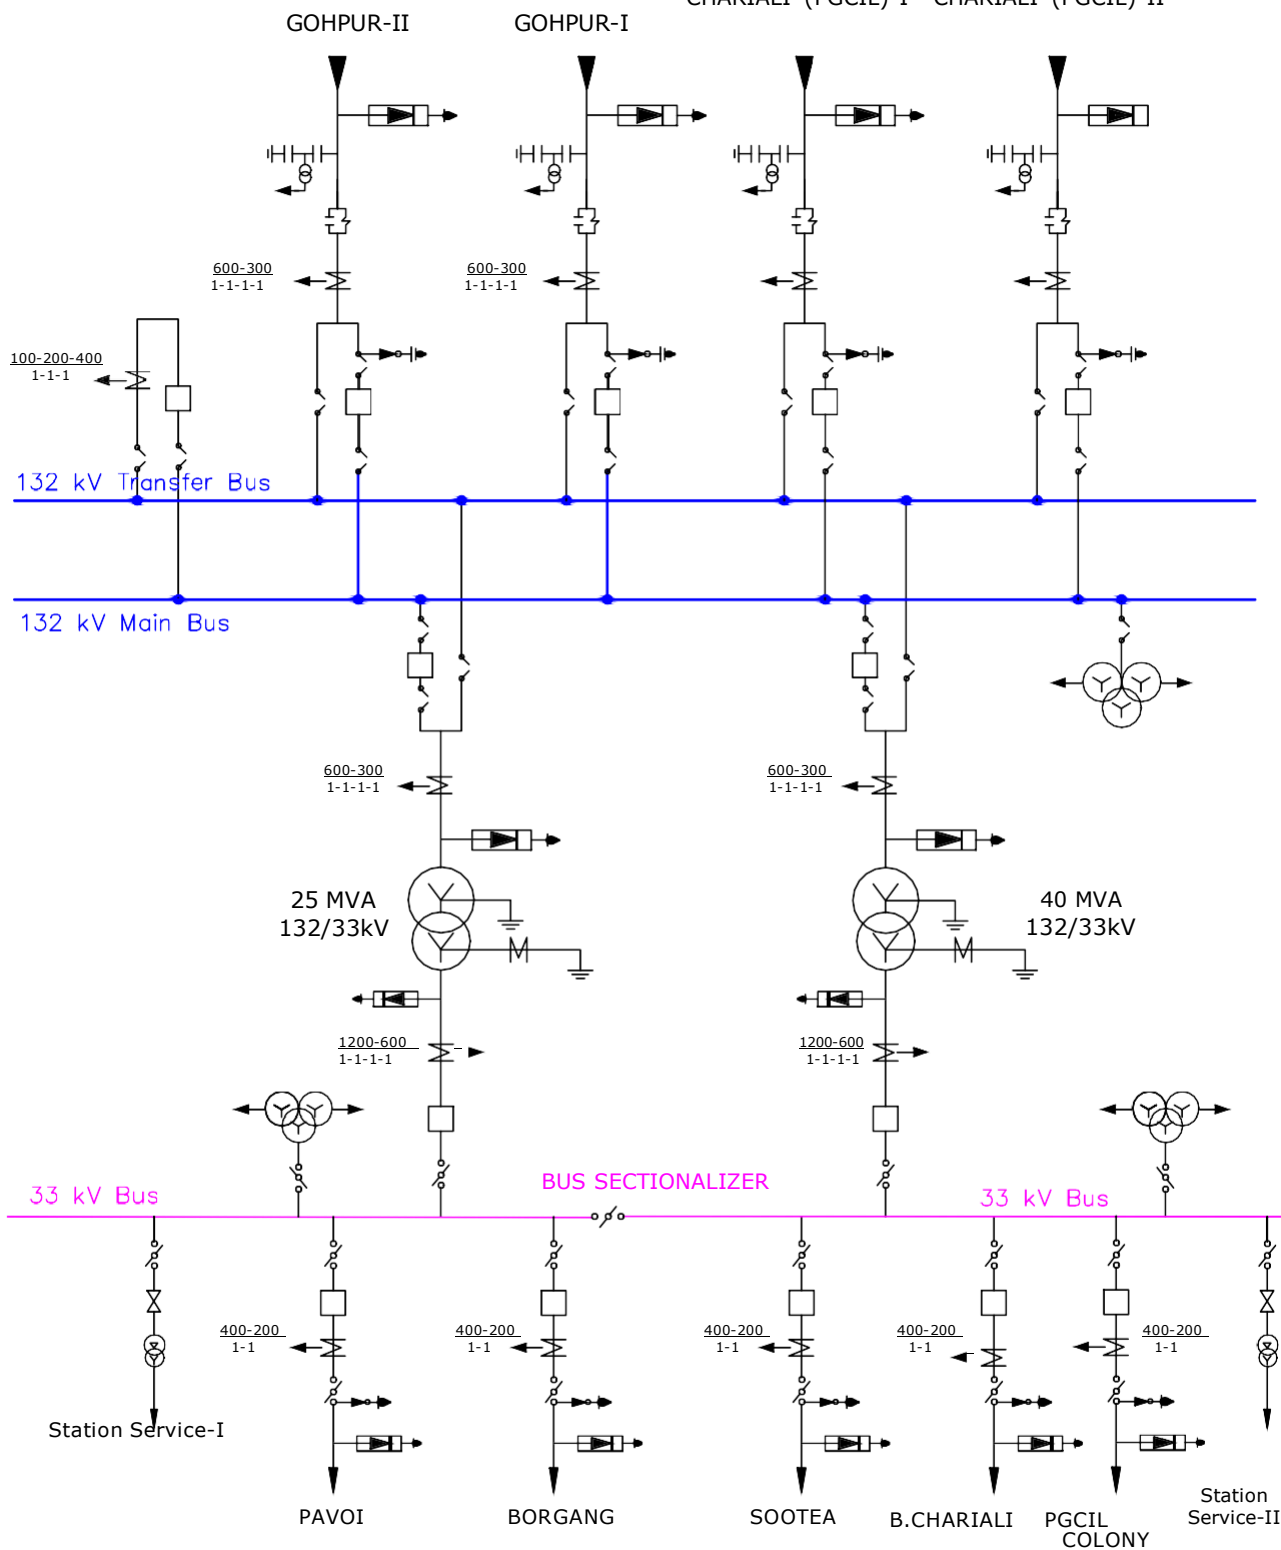 CHARIALI (PGCIL)-I CHARIALI (PGCIL)-II
GOHPUR-II
GOHPUR-I
600-300
1-1-1-1
600-300
1-1-1-1
100-200-400
1-1-1
132 kV Transfer Bus
132 kV Main Bus
600-300
1-1-1-1
600-300
1-1-1-1
25 MVA
132/33kV
40 MVA
132/33kV
1200-600
1-1-1-1
1200-600
1-1-1-1
33 kV Bus
BUS SECTIONALIZER
33 kV Bus
400-200
1-1
400-200
1-1
400-200
1-1
400-200
1-1
400-200
1-1
Station Service-I
PAVOI
BORGANG
SOOTEA
B.CHARIALI
PGCIL
COLONY
Station
Service-II